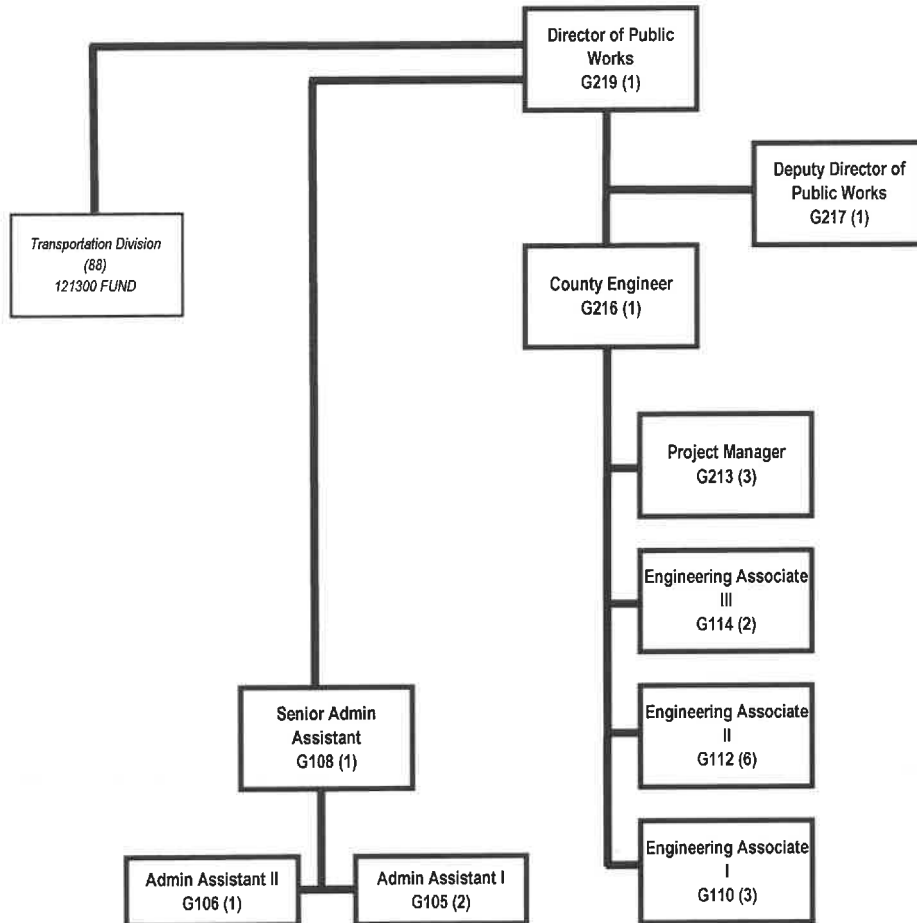 Director of Public
Works
G219 (1)
Deputy Director of
Public Works
G217 (1)
Transportation Division
(88)
121300 FUND
County Engineer
G216 (1)
Project Manager
G213 (3)
Engineering Associate
III
G114 (2)
Senior Admin
Assistant
G108 (1)
Engineering Associate
II
G112 (6)
Admin Assistant II
G106 (1)
Admin Assistant I
G105 (2)
Engineering Associate
I
G110 (3)